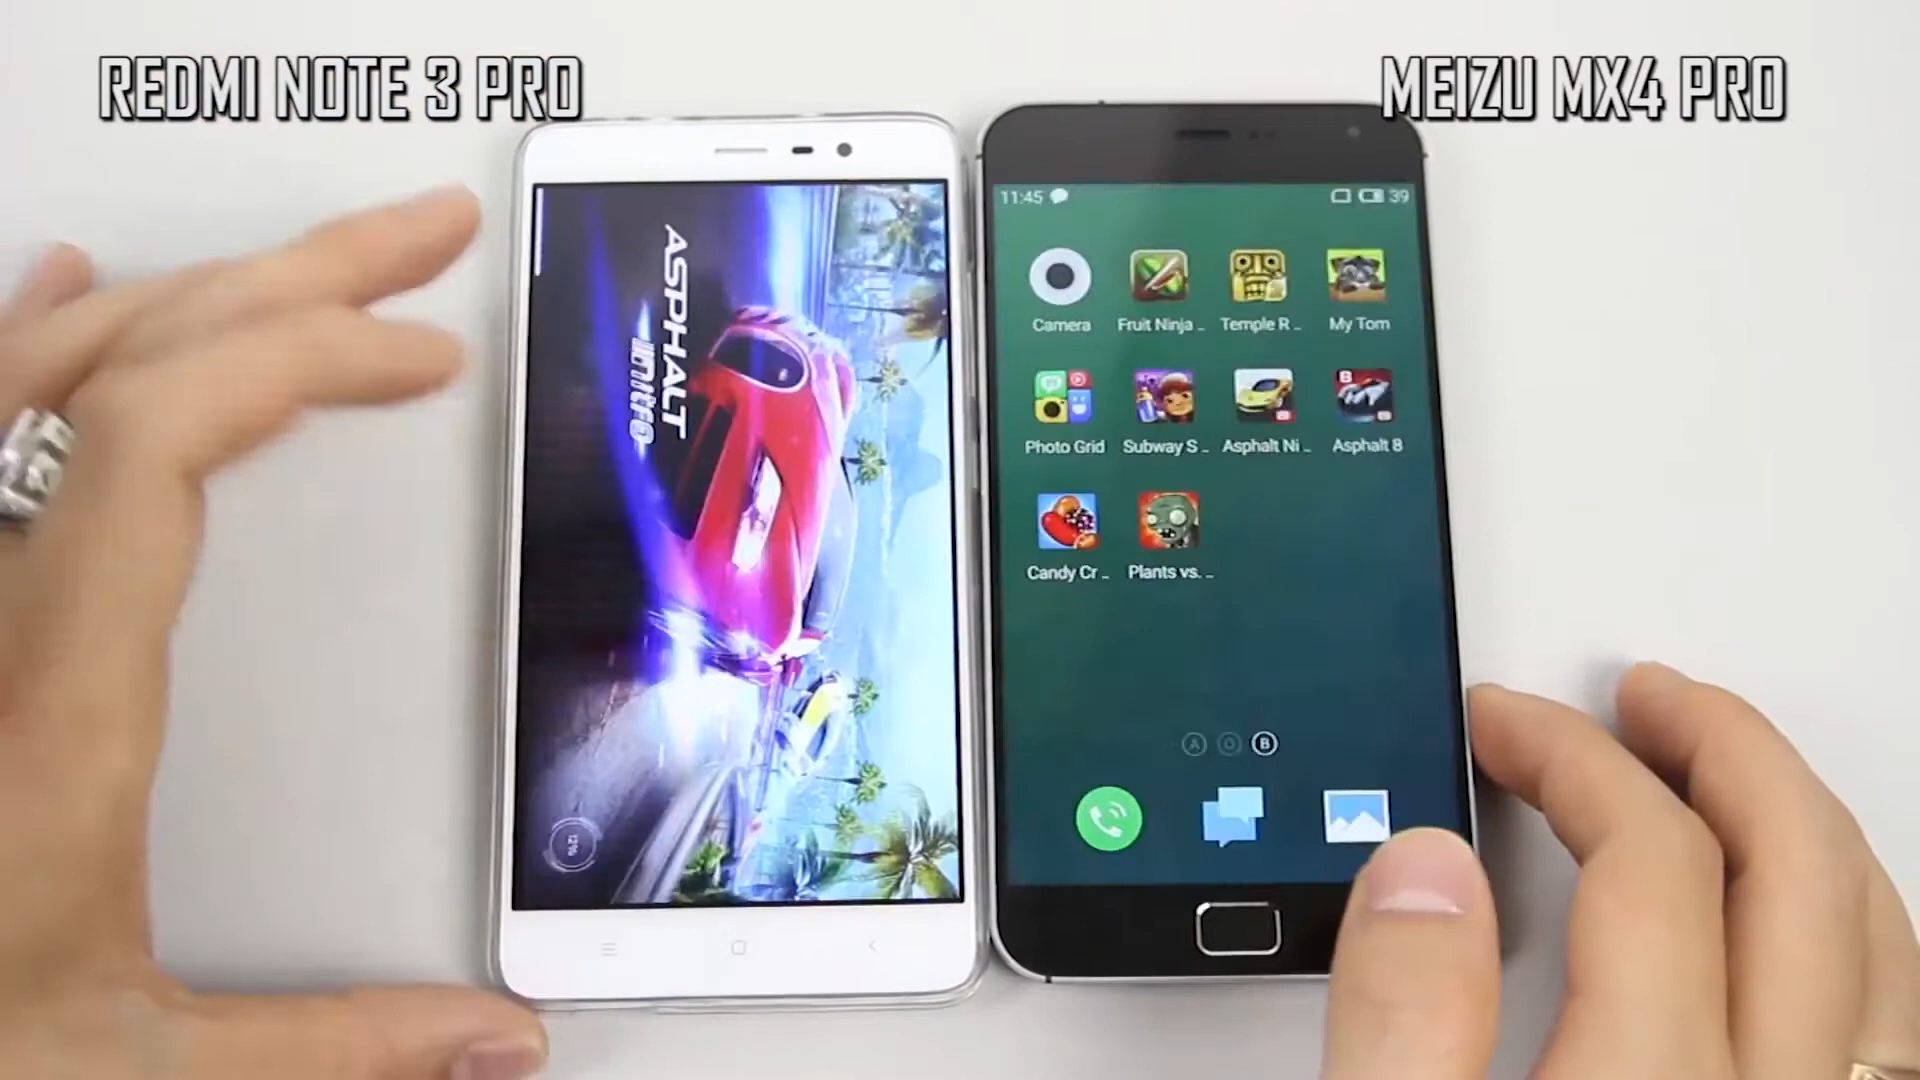 REDMI NOTE 3 PRO
MEIZU MX4 PRO
ASPHALT
nitro
12%
11:45
39
Camera
Fruit Ninja ..
Temple R ..
My Tom
Photo Grid
Subway S ..
Asphalt Ni ..
Asphalt 8
Candy Cr ..
Plants vs. ..
A
B